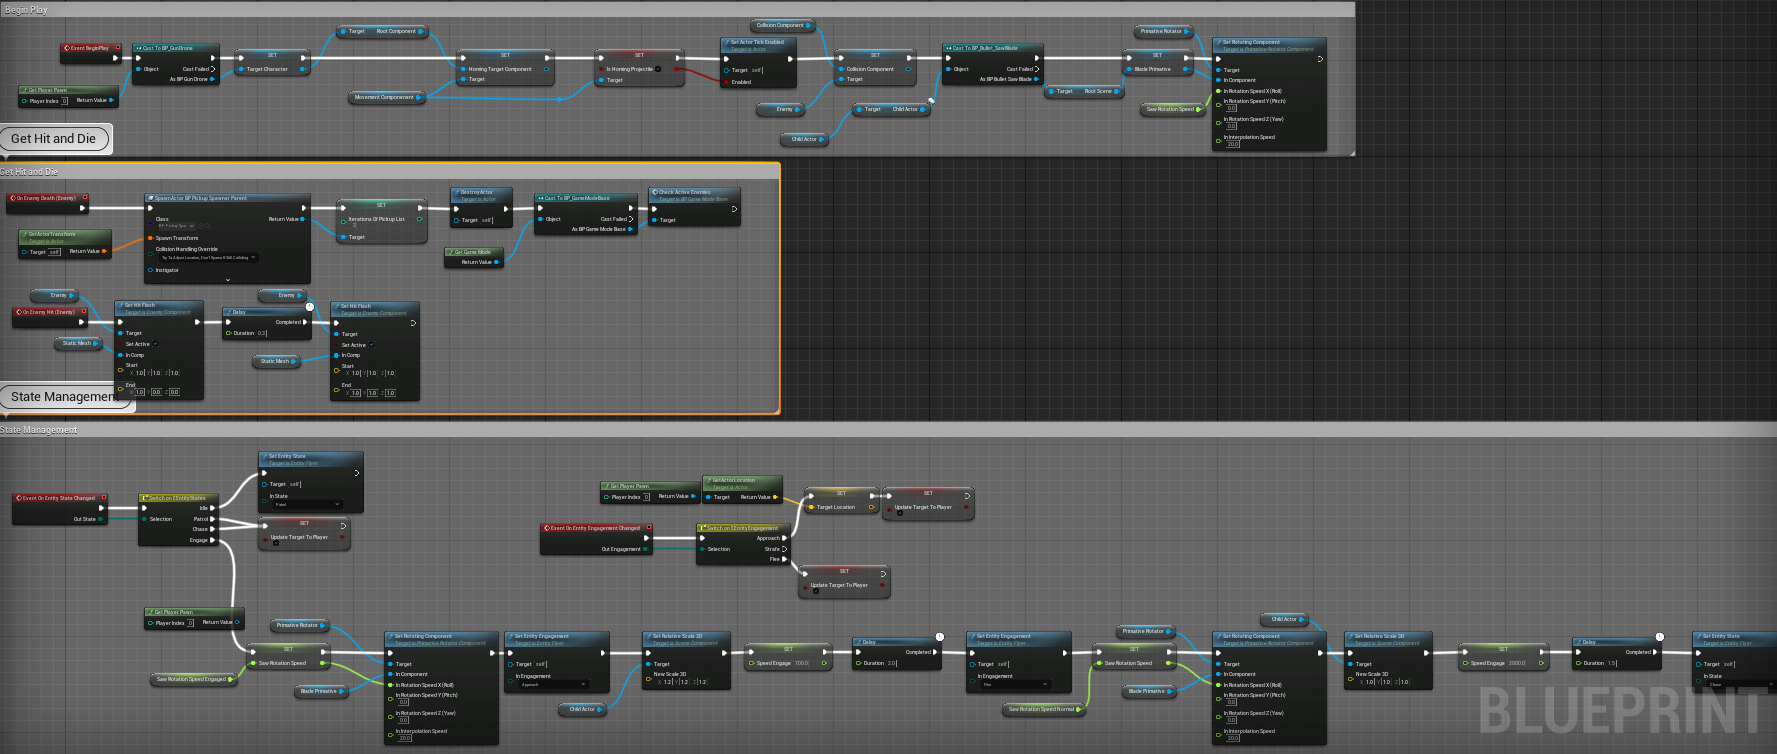 Begin Play
Event BeginPlay
Get Player Pawn
Player Index 0
Return Value
Cast To BP_GunDrone
Object
Cast Failed
As BP Gun Drone
SET
Target Character
Target Root Component
SET
Homing Target Component
Target
Movement Componenent
SET
Is Homing Projectile
Target
Set Actor Tick Enabled
Target is Actor
Target self
Enabled
Collision Component
SET
Collision Component
Target
Enemy
Child Actor
Target Child Actor
Cast To BP_Bullet_SawBlade
Object
Cast Failed
As BP Bullet Saw Blade
Target Root Scene
SET
Blade Primative
Primative Rotator
Saw Rotation Speed
Set Rotating Component
Target is Primative Rotator Component
Target
In Component
In Rotation Speed X (Roll)
In Rotation Speed Y (Pitch)
0.0
In Rotation Speed Z (Yaw)
0.0
In Interpolation Speed
20.0
Get Hit and Die
Get Hit and Die
On Enemy Death (Enemy)
GetActorTransform
Target is Actor
Target self
Return Value
SpawnActor BP Pickup Spawner Parent
Class
Return Value
Spawn Transform
Collision Handling Override
Try To Adjust Location, Don't Spawn If Still Colliding
Instigator
SET
Iterations Of Pickup List
2
Target
DestroyActor
Target is Actor
Target self
Get Game Mode
Return Value
Cast To BP_GameModeBase
Object
Cast Failed
As BP Game Mode Base
Check Active Enemies
Target is BP Game Mode Base
Target
Enemy
On Enemy Hit (Enemy)
Static Mesh
Set Hit Flash
Target is Enemy Component
Target
Set Active
In Comp
Start
X 1.0 Y 1.0 Z 1.0
End
X 1.0 Y 0.0 Z 0.0
Delay
Completed
Duration 0.3
Enemy
Static Mesh
Set Hit Flash
Target is Enemy Component
Target
Set Active
In Comp
Start
X 1.0 Y 1.0 Z 1.0
End
X 1.0 Y 1.0 Z 1.0
State Management
State Management
Event On Entity State Changed
Out State
Switch on EEntityStates
Selection
Idle
Patrol
Chase
Engage
Set Entity State
Target is Entity Flyer
Target self
In State
Patrol
SET
Update Target To Player
Get Player Pawn
Player Index 0
Return Value
GetActorLocation
Target is Actor
Target
Return Value
SET
Target Location
SET
Update Target To Player
Event On Entity Engagement Changed
Out Engagement
Switch on EEntityEngagement
Selection
Approach
Strafe
Flee
SET
Update Target To Player
Get Player Pawn
Player Index 0
Return Value
SET
Saw Rotation Speed
Saw Rotation Speed Engaged
Primative Rotator
Blade Primative
Set Rotating Component
Target is Primative Rotator Component
Target
In Component
In Rotation Speed X (Roll)
In Rotation Speed Y (Pitch)
0.0
In Rotation Speed Z (Yaw)
0.0
In Interpolation Speed
20.0
Set Entity Engagement
Target is Entity Flyer
Target self
In Engagement
Approach
Child Actor
Set Relative Scale 3D
Target is Scene Component
Target
New Scale 3D
X 1.2 Y 1.2 Z 1.2
SET
Speed Engage 700.0
Delay
Completed
Duration 2.0
Set Entity Engagement
Target is Entity Flyer
Target self
In Engagement
Flee
SET
Saw Rotation Speed
Saw Rotation Speed Normal
Primative Rotator
Blade Primative
Set Rotating Component
Target is Primative Rotator Component
Target
In Component
In Rotation Speed X (Roll)
In Rotation Speed Y (Pitch)
0.0
In Rotation Speed Z (Yaw)
0.0
In Interpolation Speed
20.0
Child Actor
Set Relative Scale 3D
Target is Scene Component
Target
New Scale 3D
X 1.0 Y 1.0 Z 1.0
SET
Speed Engage 2000.0
Delay
Completed
Duration 1.5
Set Entity State
Target is Entity Flyer
Target self
In State
Chase
BLUEPRINT